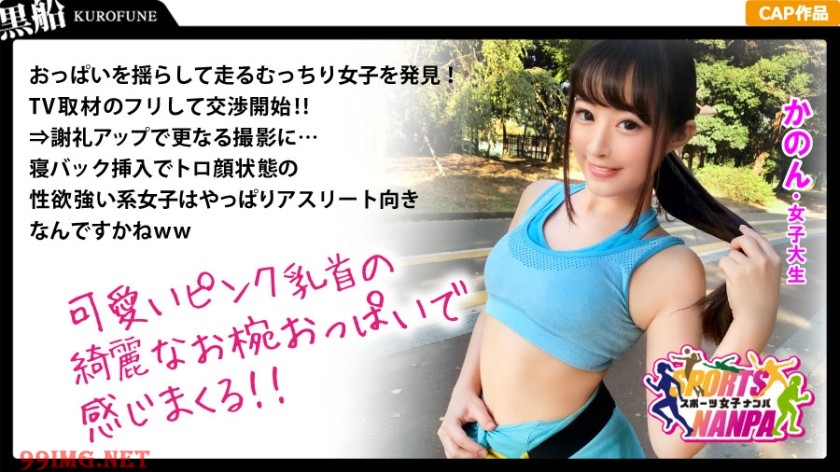 黒船 KUROFUNE
CAP作品
おっぱいを揺らして走るむっちり女子を発見！
TV取材のフリして交渉開始!!
⇒謝礼アップで更なる撮影に…
寝バック挿入でトロ顔状態の
性欲強い系女子はやっぱりアスリート向き
なんですかねww
可愛いピンク乳首の
綺麗なお椀おっぱいで
感じまくる!!
かのん・女子大生
SPORTS
スポーツ女子ナンパ
NANPA
99IMG.NET